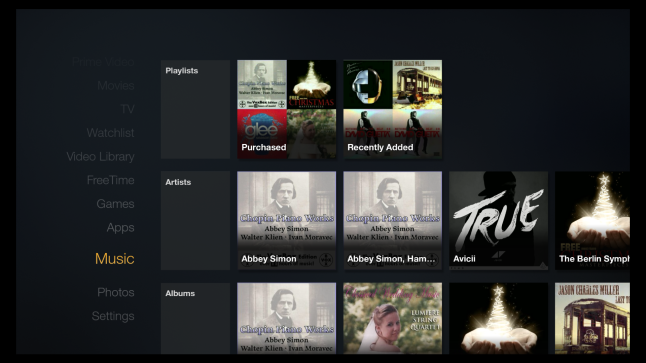 Prime Video
Movies
TV
Watchlist
Video Library
FreeTime
Games
Apps
Music
Photos
Settings
Playlists
Chopin Piano Works
Abbey Simon
Walter Klien · Ivan Moravec
FREE
CHRISTMAS
glee
Purchased
JASON CHARLES MILLER
Recently Added
Artists
Chopin Piano Works
Abbey Simon
Walter Klien · Ivan Moravec
Abbey Simon
Chopin Piano Works
Abbey Simon
Walter Klien · Ivan Moravec
Abbey Simon, Ham...
TRUE
Avicii
FREE
The Berlin Symph
Albums
Chopin Piano Works
Abbey Simon
Walter Klien · Ivan Moravec
LUMIERE
STRING
QUARTET
JASON CHARLES MILLER